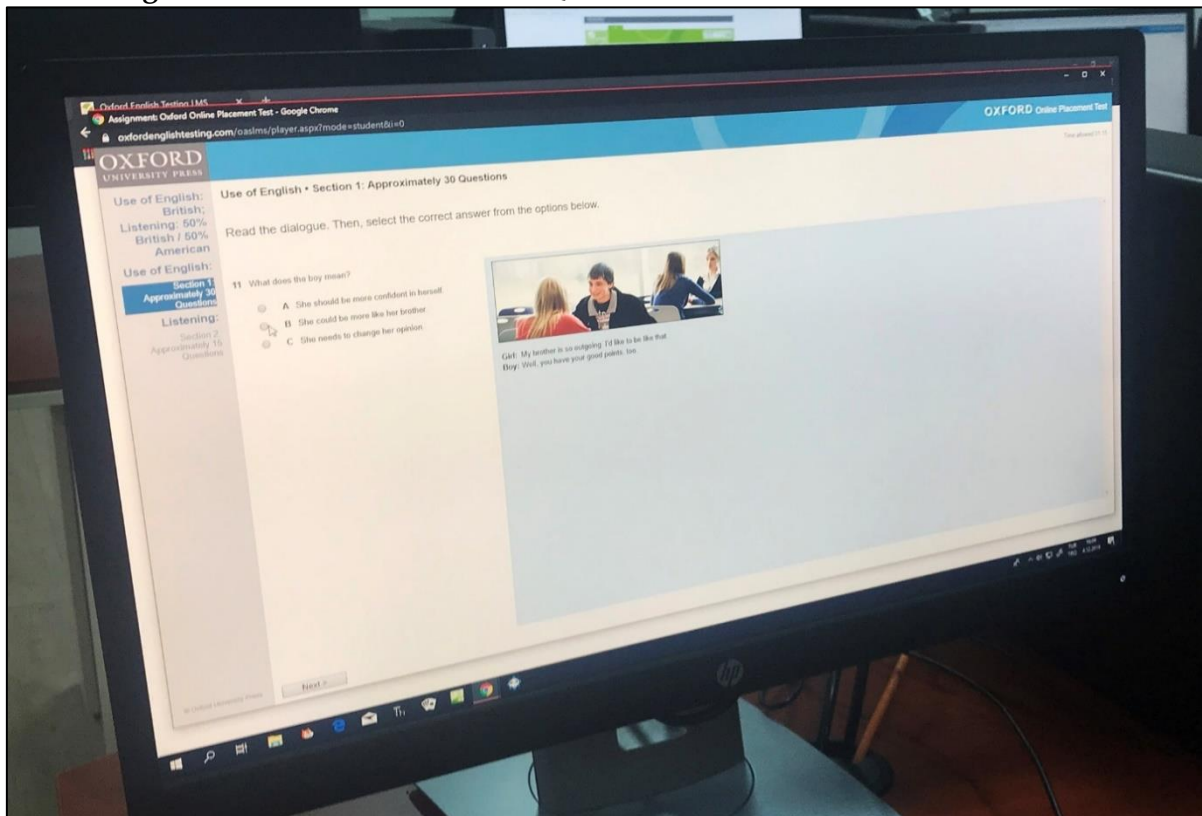 Oxford English Testing LMS
Assignment: Oxford Online Placement Test - Google Chrome
oxfordenglishtesting.com/oaslms/player.aspx?mode=student&i=0
OXFORD
UNIVERSITY PRESS
OXFORD Online Placement Test
Time allowed
Use of English:
British;
Listening: 50%
British / 50%
American
Use of English:
Section 1
Approximately 30
Questions
Listening:
Section 2
Approximately 15
Questions
Use of English • Section 1: Approximately 30 Questions
Read the dialogue. Then, select the correct answer from the options below.
11 What does the boy mean?
A She should be more confident in herself.
B She could be more like her brother.
C She needs to change her opinion.
Girl: My brother is so outgoing. I'd like to be like that.
Boy: Well, you have your good points, too.
© Oxford University Press
Next >
hp